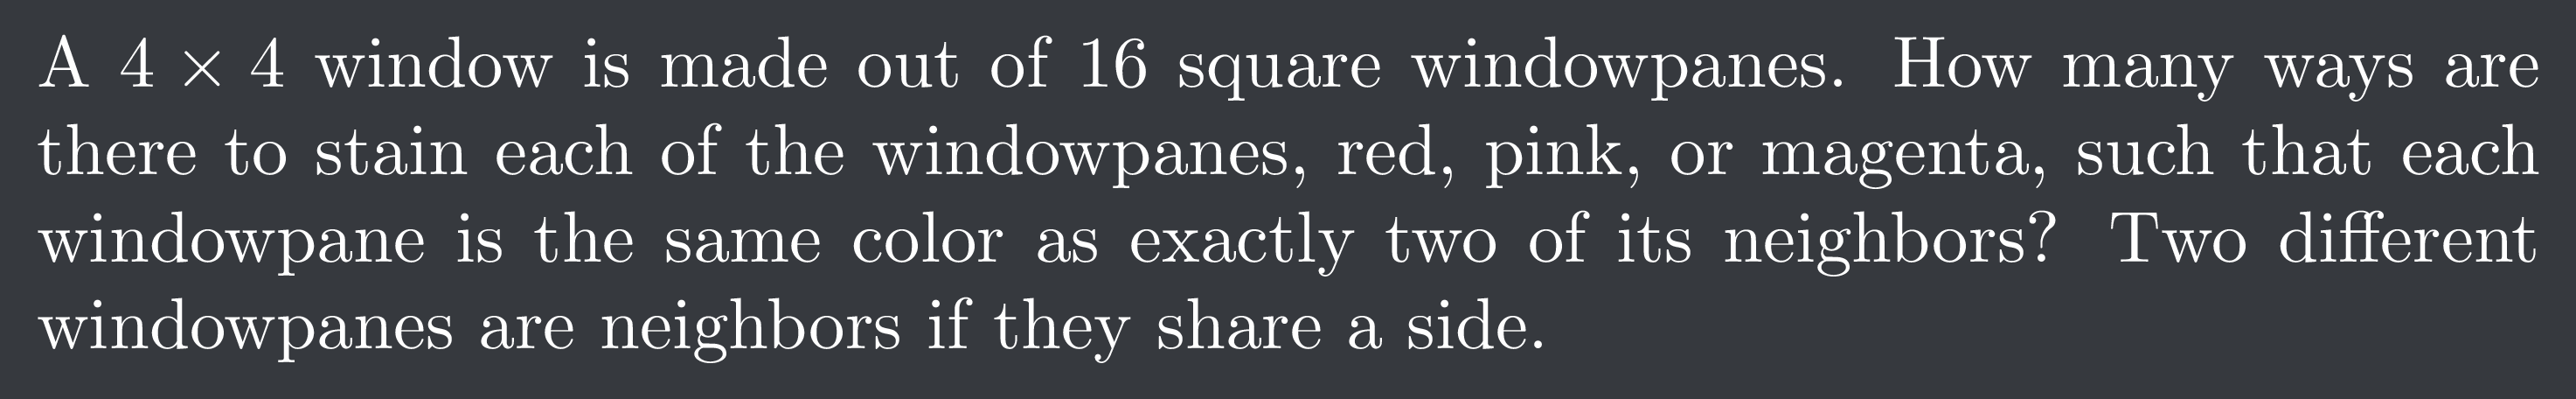 A 4 × 4 window is made out of 16 square windowpanes. How many ways are
there to stain each of the windowpanes, red, pink, or magenta, such that each
windowpane is the same color as exactly two of its neighbors? Two different
windowpanes are neighbors if they share a side.